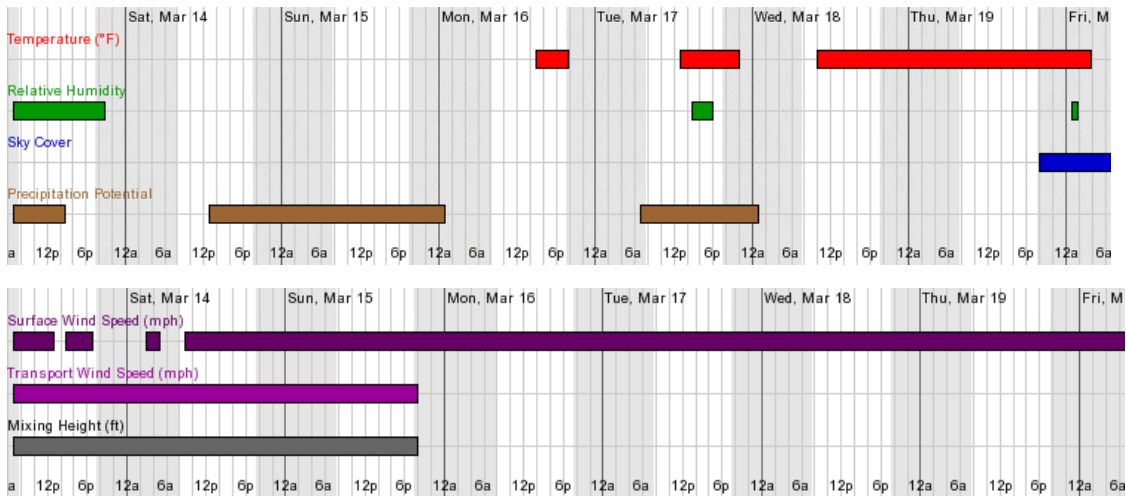 Sat, Mar 14 Sun, Mar 15 Mon, Mar 16 Tue, Mar 17 Wed, Mar 18 Thu, Mar 19 Fri, M
Temperature (°F)
Relative Humidity
Sky Cover
Precipitation Potential
a 12p 6p 12a 6a 12p 6p 12a 6a 12p 6p 12a 6a 12p 6p 12a 6a 12p 6p 12a 6a 12p 6p 12a 6a 12p 6p 12a 6a
Sat, Mar 14 Sun, Mar 15 Mon, Mar 16 Tue, Mar 17 Wed, Mar 18 Thu, Mar 19 Fri, M
Surface Wind Speed (mph)
Transport Wind Speed (mph)
Mixing Height (ft)
a 12p 6p 12a 6a 12p 6p 12a 6a 12p 6p 12a 6a 12p 6p 12a 6a 12p 6p 12a 6a 12p 6p 12a 6a 12p 6p 12a 6a